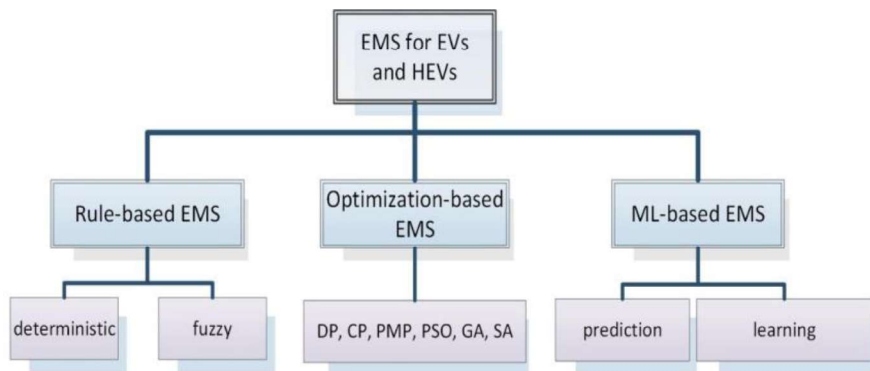 EMS for EVs
and HEVs
Rule-based EMS
Optimization-based
EMS
ML-based EMS
deterministic
fuzzy
DP, CP, PMP, PSO, GA, SA
prediction
learning